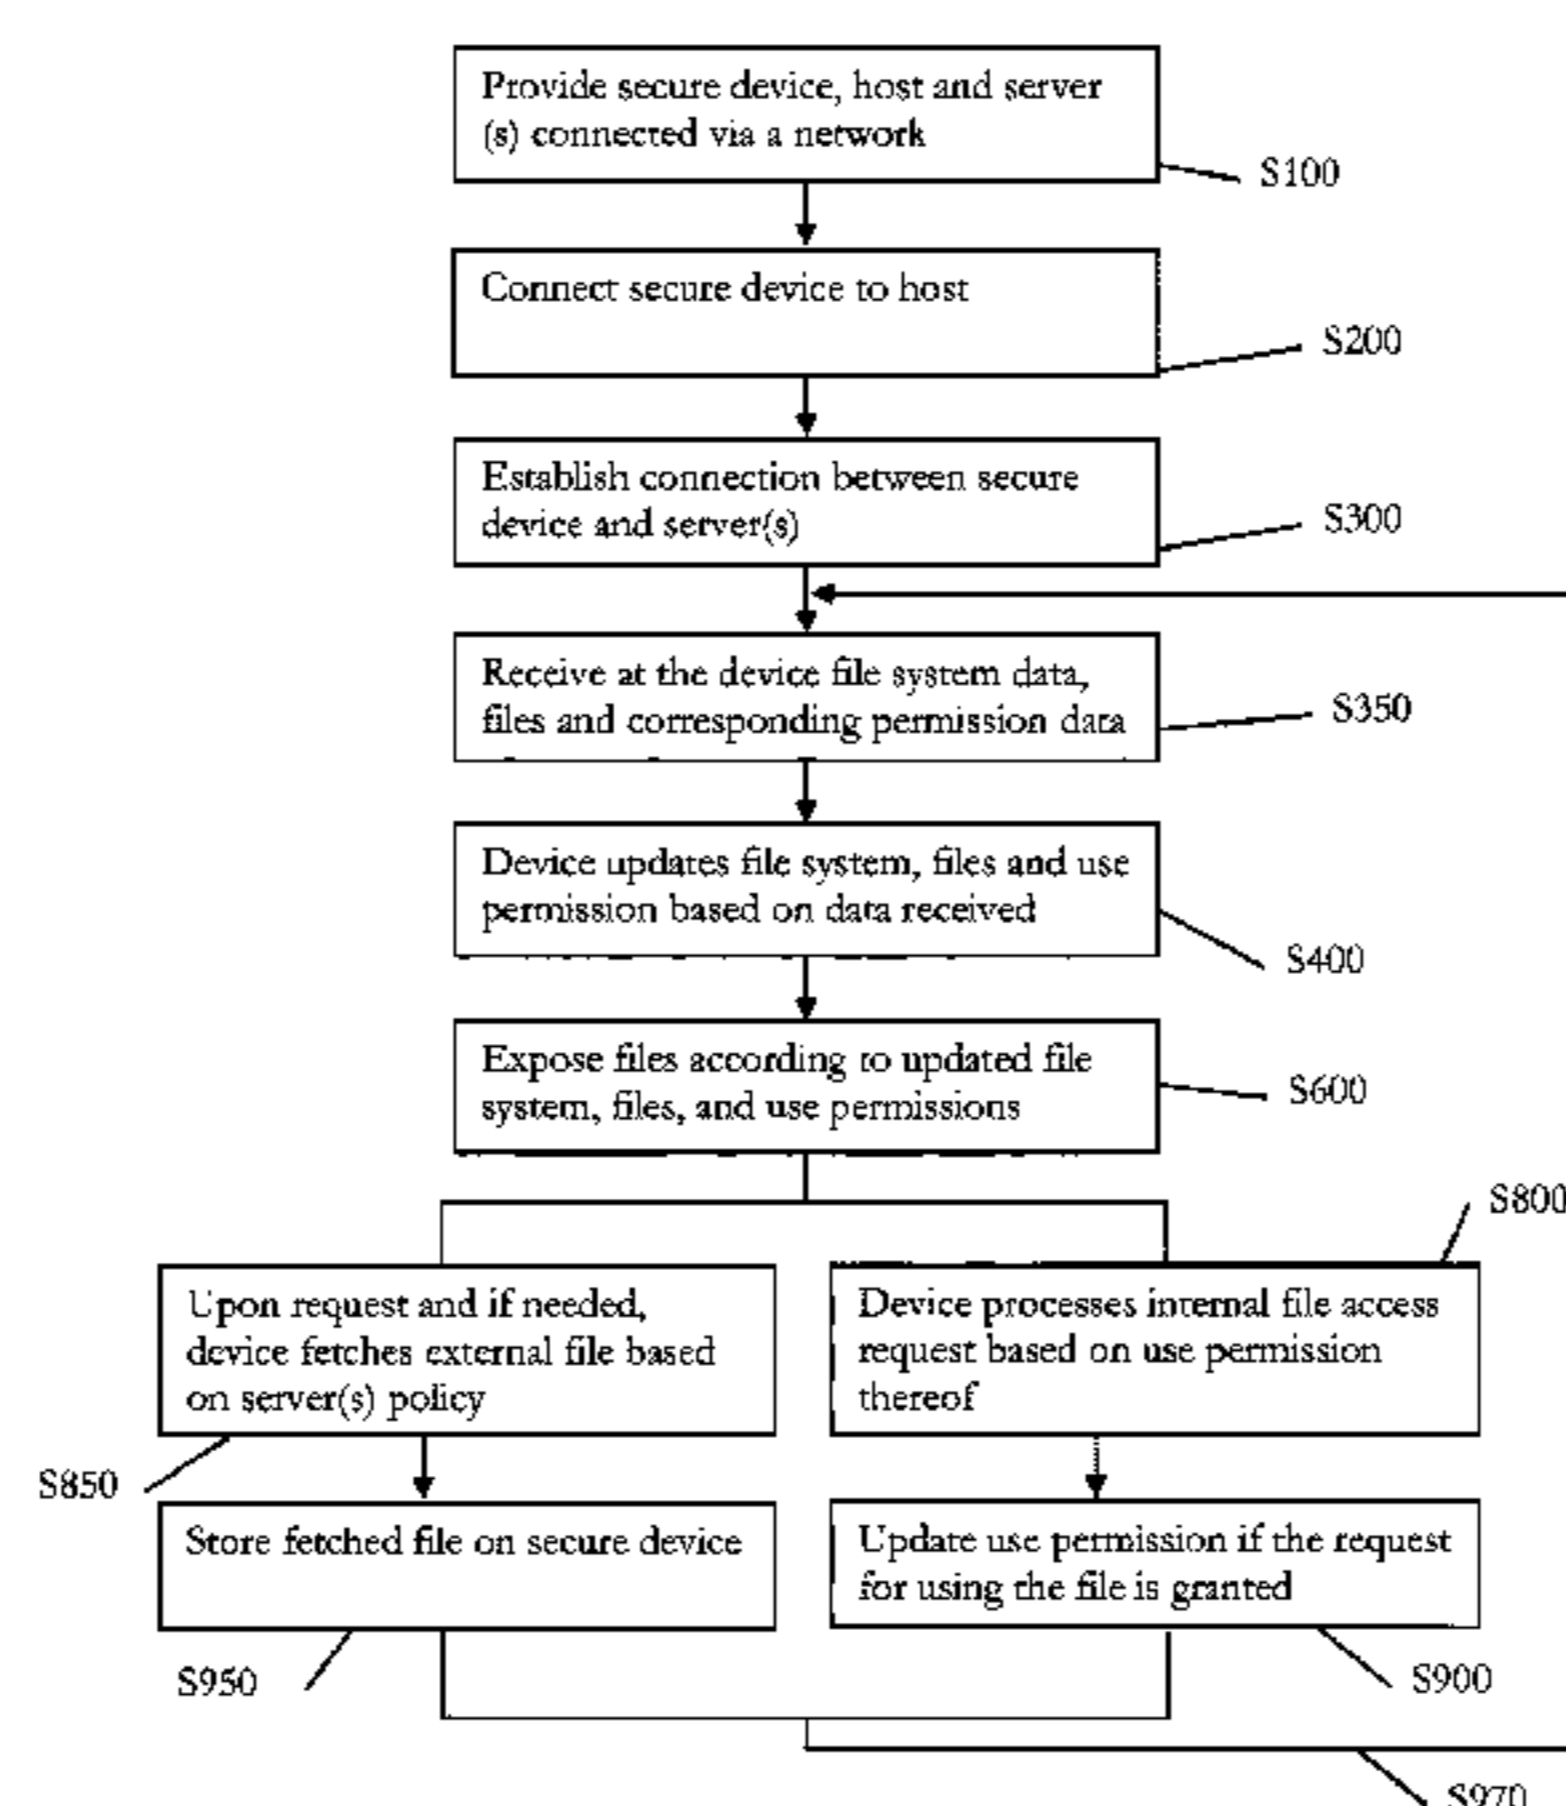 Provide secure device, host and server
(s) connected via a network
S100
Connect secure device to host
S200
Establish connection between secure
device and server(s)
S300
Receive at the device file system data,
files and corresponding permission data
S350
Device updates file system, files and use
permission based on data received
S400
Expose files according to updated file
system, files, and use permissions
S600
S800
Upon request and if needed,
device fetches external file based
on server(s) policy
S850
Device processes internal file access
request based on use permission
thereof
Store fetched file on secure device
S950
Update use permission if the request
for using the file is granted
S900
S970